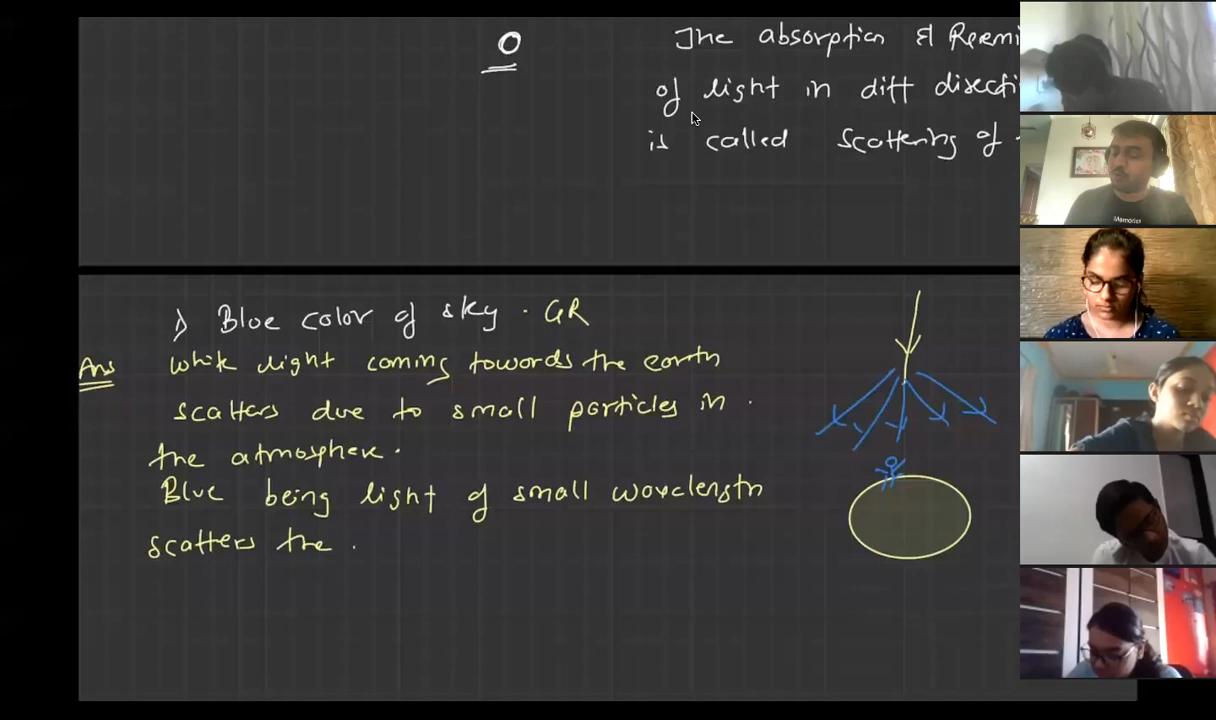 O
The absorption & Reemi
of light in diff directi
is called scattering of
1) Blue color of sky . GR
Ans white light coming towards the earth
scatters due to small particles in .
the atmosphere.
Blue being light of small wavelength
scatters the .
Memories